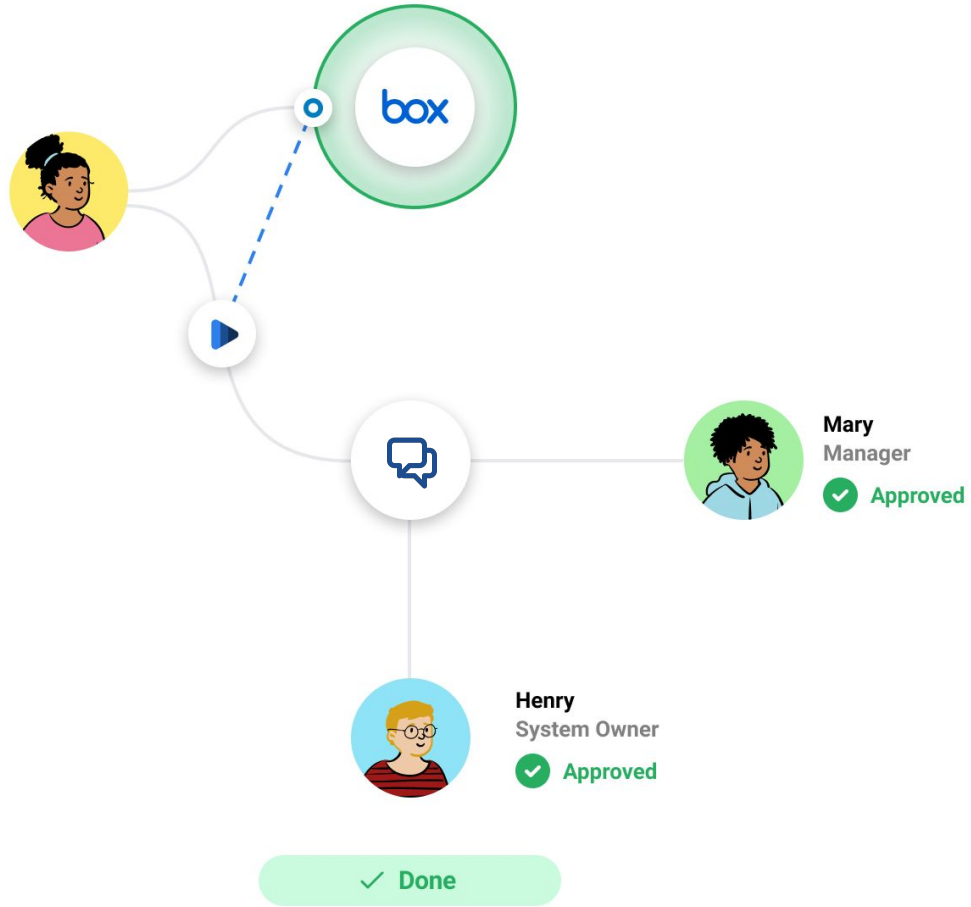 box
Mary
Manager
Approved
Henry
System Owner
Approved
Done